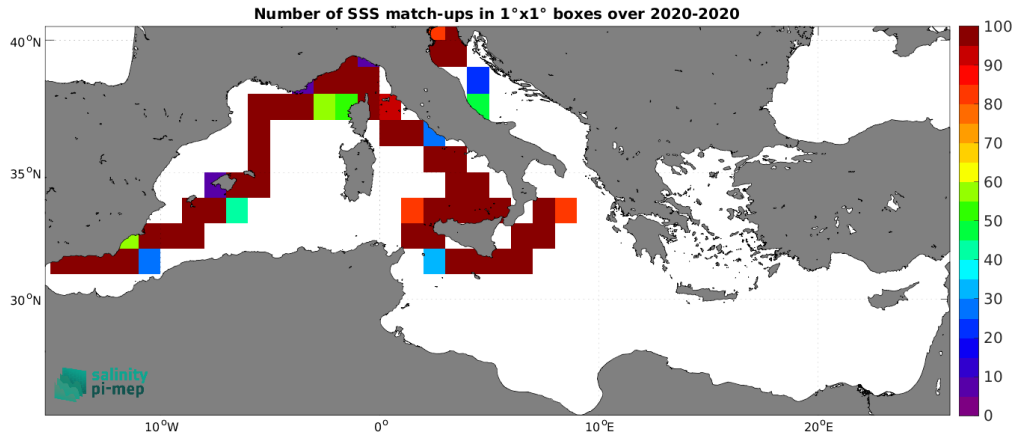 Number of SSS match-ups in 1°x1° boxes over 2020-2020
40°N
35°N
30°N
10°W
0°
10°E
20°E
100
90
80
70
60
50
40
30
20
10
0
salinity
pi-mep